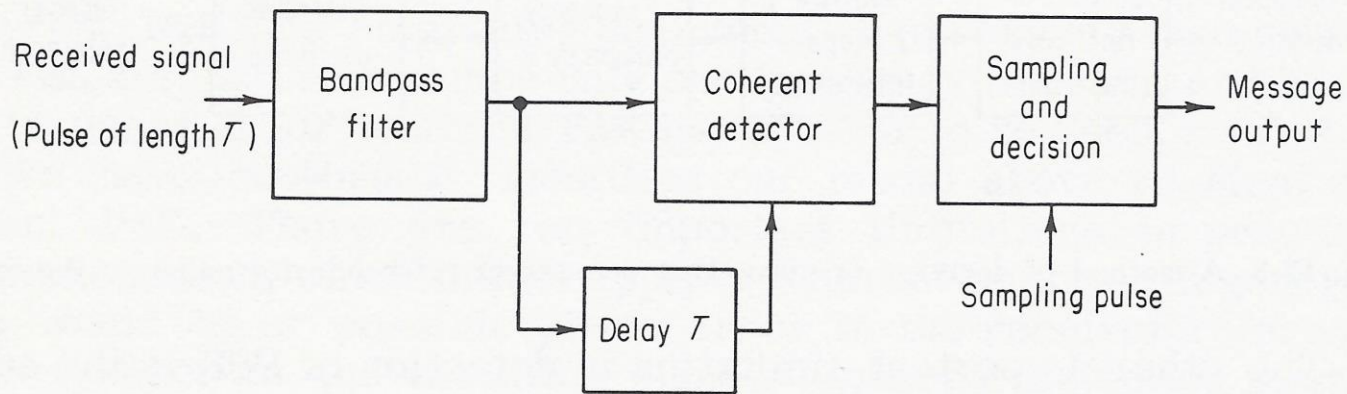 Received signal
(Pulse of length T)
Bandpass
filter
Coherent
detector
Sampling
and
decision
Message
output
Delay T
Sampling pulse